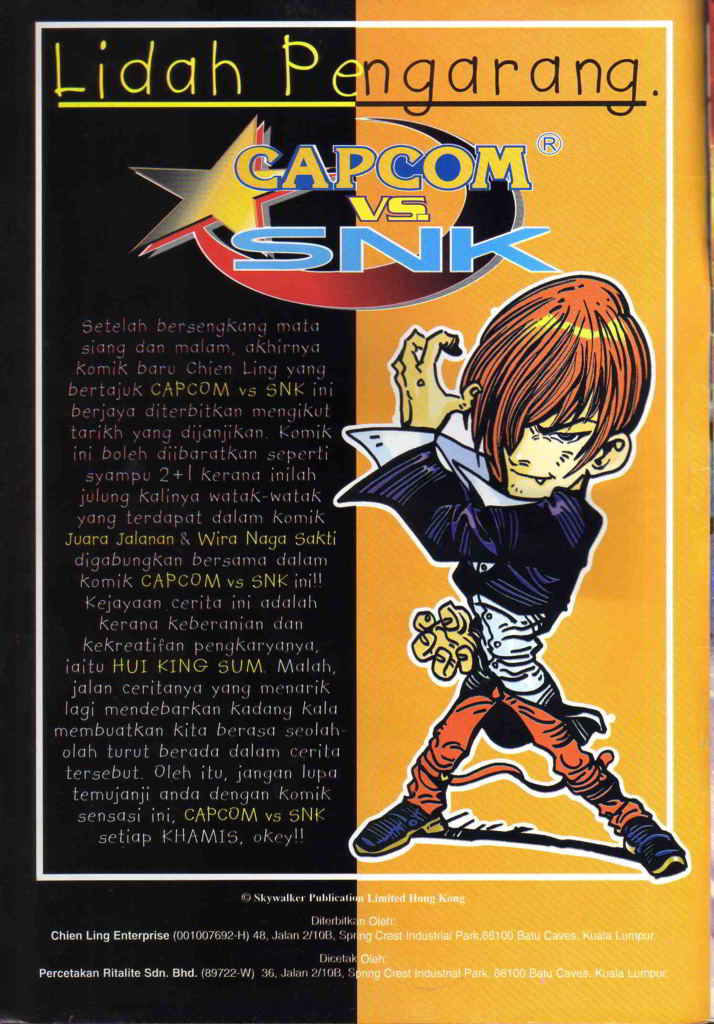 Lidah Pengarang.
CAPCOM ®
VS.
SNK
Setelah bersengkang mata
siang dan malam, akhirnya
komik baru Chien Ling yang
bertajuk CAPCOM vs SNK ini
berjaya diterbitkan mengikut
tarikh yang dijanjikan. Komik
ini boleh diibaratkan seperti
syampu 2+1 kerana inilah
julung kalinya watak-watak
yang terdapat dalam komik
Juara Jalanan & Wira Naga Sakti
digabungkan bersama dalam
komik CAPCOM vs SNK ini!!
Kejayaan cerita ini adalah
kerana keberanian dan
kekreatifan pengkaryanya,
iaitu HUI KING SUM. Malah,
jalan ceritanya yang menarik
lagi mendebarkan kadang kala
membuatkan kita berasa seolah-
olah turut berada dalam cerita
tersebut. Oleh itu, jangan lupa
temujanji anda dengan komik
sensasi ini, CAPCOM vs SNK
setiap KHAMIS, okey!!
© Skywalker Publication Limited Hong Kong
Diterbitkan Oleh:
Chien Ling Enterprise (001007692-H) 48, Jalan 2/10B, Spring Crest Industrial Park,68100 Batu Caves, Kuala Lumpur.
Dicetak Oleh:
Percetakan Ritalite Sdn. Bhd. (89722-W) 36, Jalan 2/10B, Spring Crest Industrial Park, 68100 Batu Caves, Kuala Lumpur.